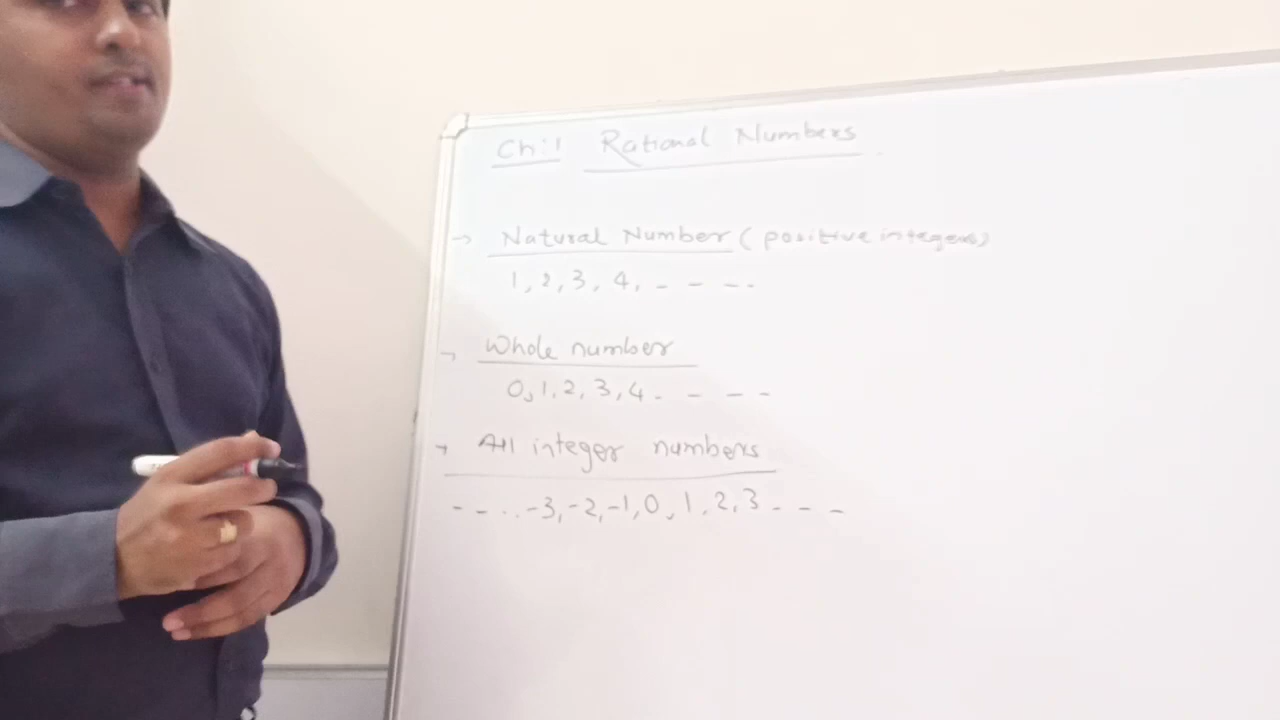 Ch:1 Rational Numbers
→ Natural Number (positive integers)
1, 2, 3, 4, - - - -
→ Whole number
0, 1, 2, 3, 4 - - - -
→ All integer numbers
- - . . -3, -2, -1, 0, 1, 2, 3 - - -